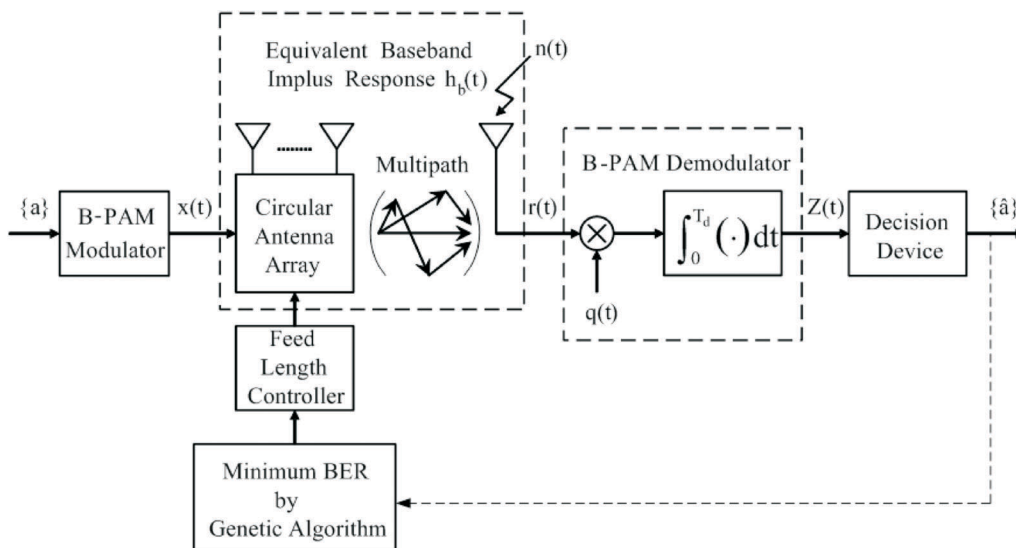 Equivalent Baseband
Implus Response h_b(t)
n(t)
........
Multipath
B-PAM Demodulator
{a}
B-PAM
Modulator
x(t)
Circular
Antenna
Array
r(t)
q(t)
∫_0^{T_d} (·)dt
Z(t)
Decision
Device
{â}
Feed
Length
Controller
Minimum BER
by
Genetic Algorithm